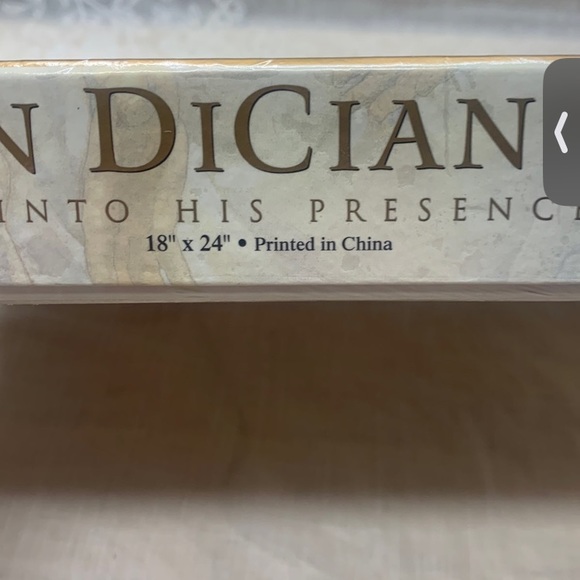 N DICIAN
INTO HIS PRESENC
18" x 24" • Printed in China